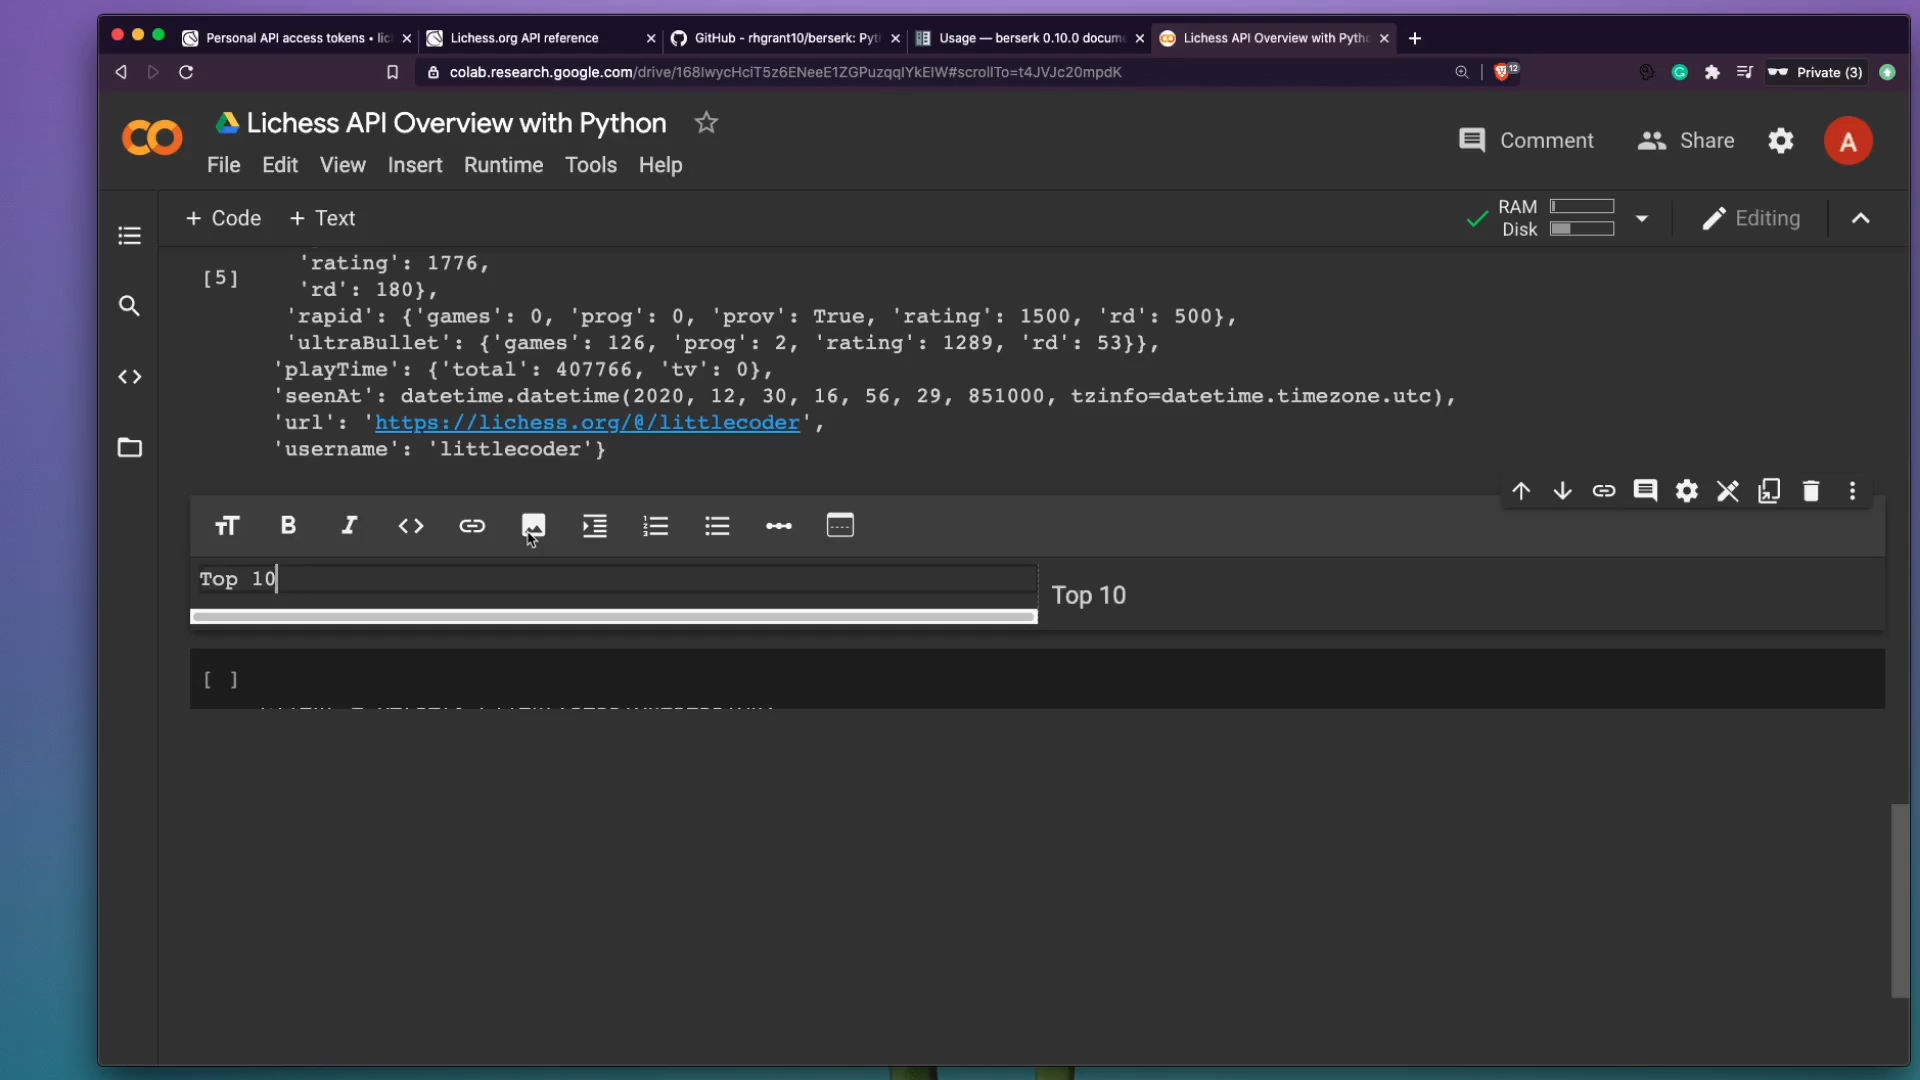 Personal API access tokens • lic
Lichess.org API reference
GitHub - rhgrant10/berserk: Pyt
Usage — berserk 0.10.0 docum
Lichess API Overview with Pytho
colab.research.google.com/drive/168lwycHciT5z6ENeeE1ZGPuzqqIYkElW#scrollTo=t4JVJc20mpdK
12
Private (3)
Lichess API Overview with Python
Comment
Share
A
File Edit View Insert Runtime Tools Help
+ Code + Text
RAM
Disk
Editing
[5]
'rating': 1776,
'rd': 180},
'rapid': {'games': 0, 'prog': 0, 'prov': True, 'rating': 1500, 'rd': 500},
'ultraBullet': {'games': 126, 'prog': 2, 'rating': 1289, 'rd': 53}},
'playTime': {'total': 407766, 'tv': 0},
'seenAt': datetime.datetime(2020, 12, 30, 16, 56, 29, 851000, tzinfo=datetime.timezone.utc),
'url': 'https://lichess.org/@/littlecoder',
'username': 'littlecoder'}
Top 10
Top 10
[ ]